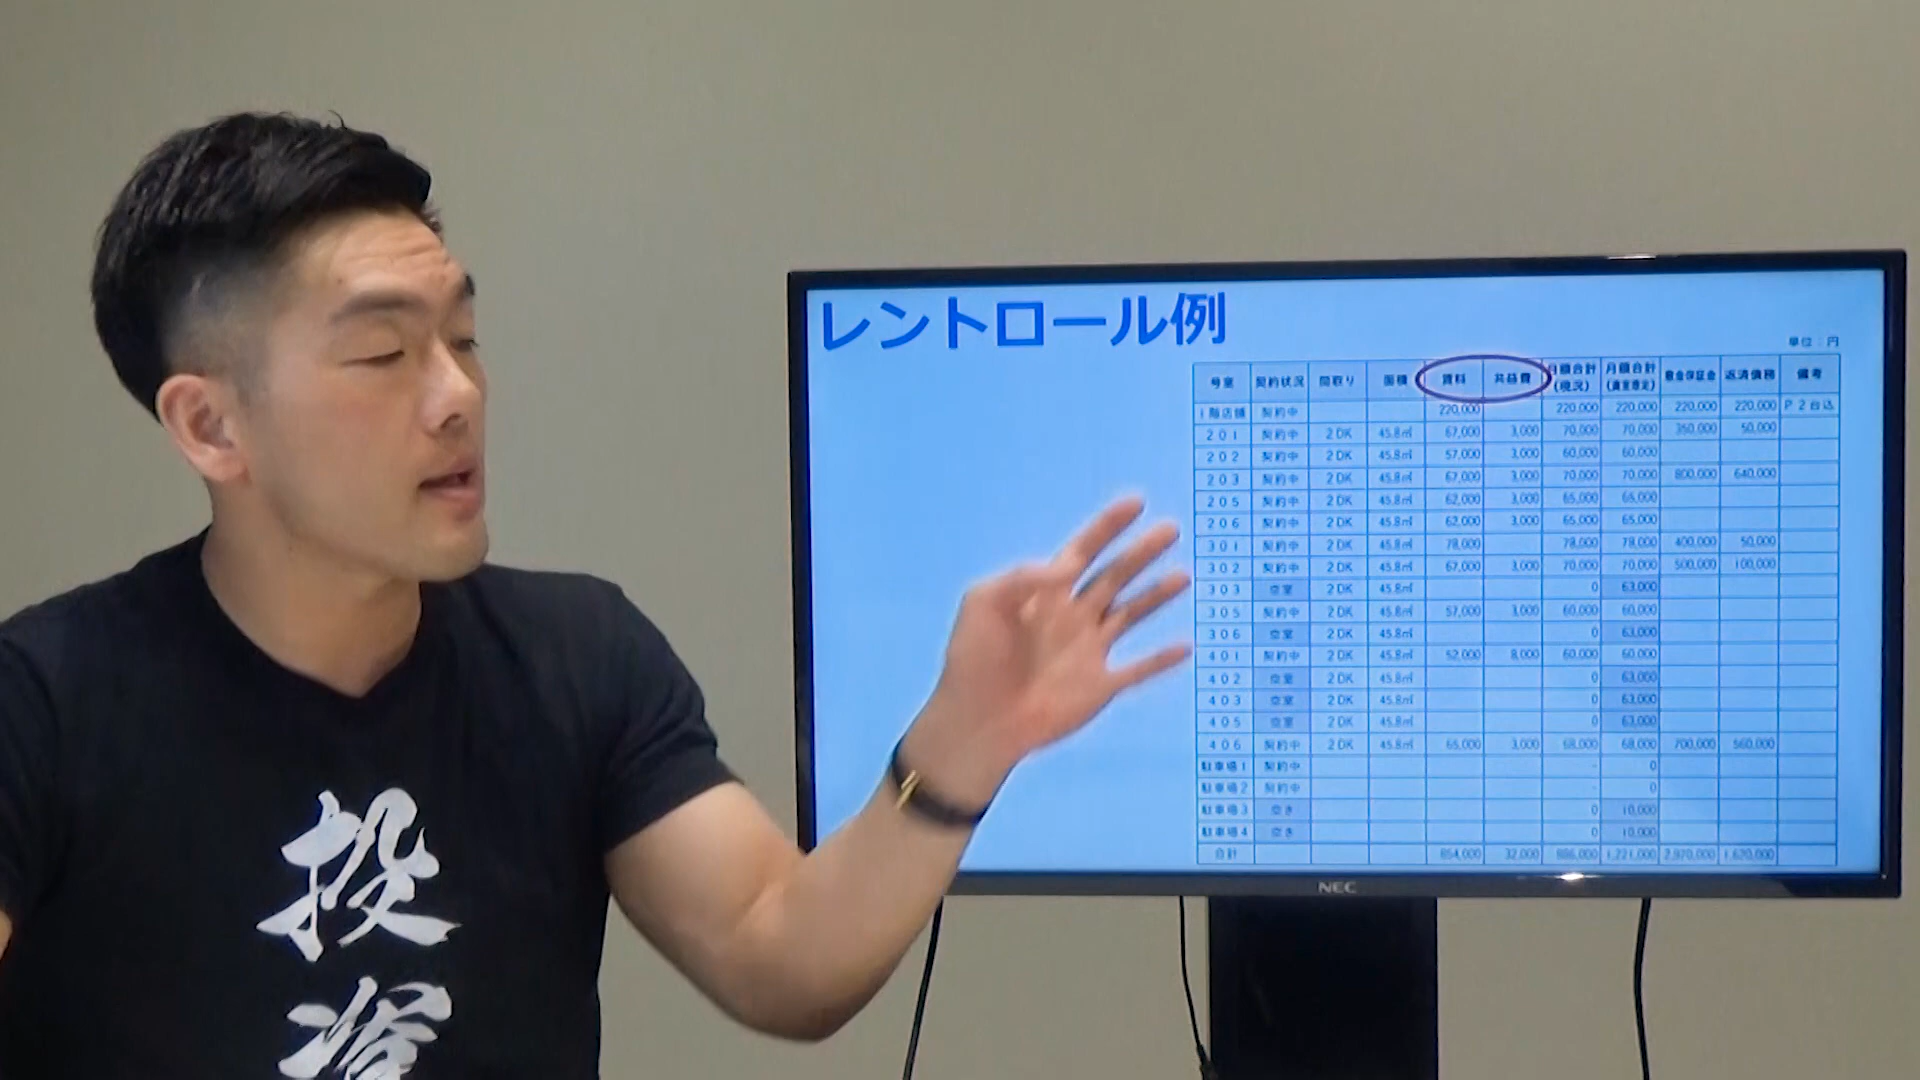 レントロール例
単位：円
号室 契約状況 間取り 面積 賃料 共益費 月額合計(現況) 月額合計(満室想定) 敷金保証金 返済債務 備考
1階店舗 契約中 220,000 220,000 220,000 220,000 220,000 P2台込
201 契約中 2DK 45.8㎡ 67,000 3,000 70,000 70,000 350,000 50,000
202 契約中 2DK 45.8㎡ 57,000 3,000 60,000 60,000
203 契約中 2DK 45.8㎡ 67,000 3,000 70,000 70,000 800,000 640,000
205 契約中 2DK 45.8㎡ 62,000 3,000 65,000 65,000
206 契約中 2DK 45.8㎡ 62,000 3,000 65,000 65,000
301 契約中 2DK 45.8㎡ 78,000 78,000 78,000 400,000 50,000
302 契約中 2DK 45.8㎡ 67,000 3,000 70,000 70,000 500,000 100,000
303 空室 2DK 45.8㎡ 0 63,000
305 契約中 2DK 45.8㎡ 57,000 3,000 60,000 60,000
306 空室 2DK 45.8㎡ 0 63,000
401 契約中 2DK 45.8㎡ 52,000 8,000 60,000 60,000
402 空室 2DK 45.8㎡ 0 63,000
403 空室 2DK 45.8㎡ 0 63,000
405 空室 2DK 45.8㎡ 0 63,000
406 契約中 2DK 45.8㎡ 65,000 3,000 68,000 68,000 700,000 560,000
駐車場1 契約中 - 0
駐車場2 契約中 - 0
駐車場3 空き 0 10,000
駐車場4 空き 0 10,000
合計 854,000 32,000 886,000 1,221,000 2,970,000 1,620,000
NEC
投資